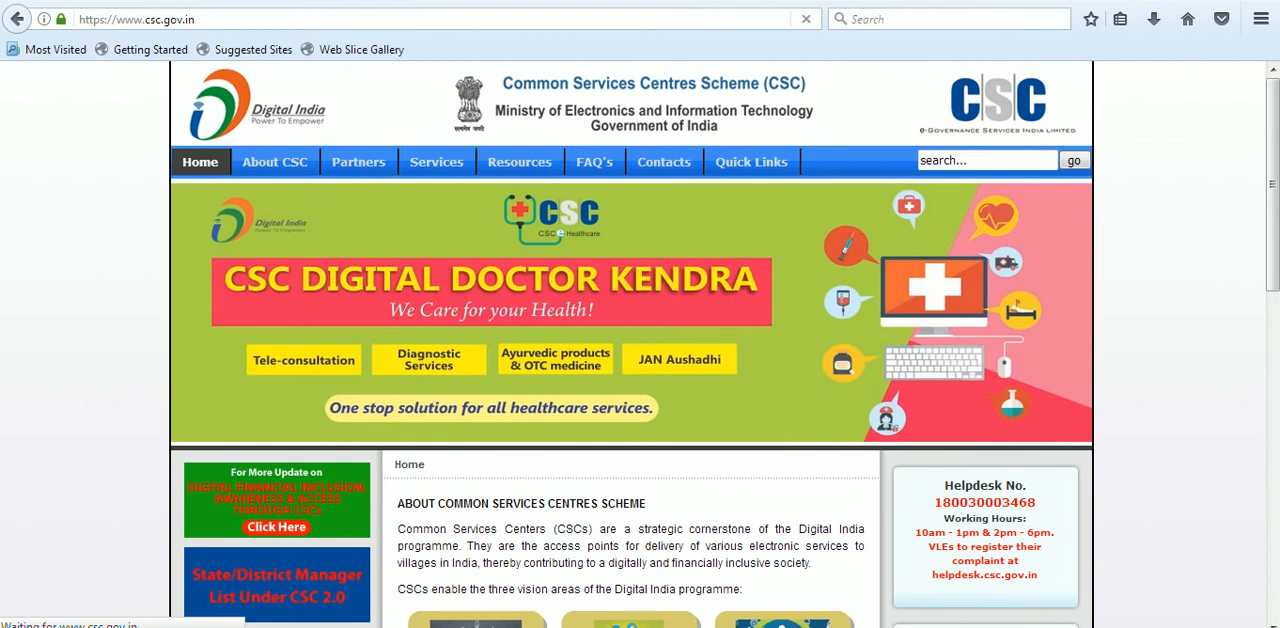 https://www.csc.gov.in
Search
Most Visited
Getting Started
Suggested Sites
Web Slice Gallery
Digital India
Power To Empower
सत्यमेव जयते
Common Services Centres Scheme (CSC)
Ministry of Electronics and Information Technology
Government of India
CSC
e-Governance Services India Limited
Home
About CSC
Partners
Services
Resources
FAQ's
Contacts
Quick Links
search...
go
Digital India
Power To Empower
CSC
CSC e Healthcare
CSC DIGITAL DOCTOR KENDRA
We Care for your Health!
Tele-consultation
Diagnostic
Services
Ayurvedic products
& OTC medicine
JAN Aushadhi
One stop solution for all healthcare services.
For More Update on
DIGITAL FINANCIAL INCLUSION
AWARENESS & ACCESS
THROUGH CSCs
Click Here
State/District Manager
List Under CSC 2.0
Home
ABOUT COMMON SERVICES CENTRES SCHEME
Common Services Centers (CSCs) are a strategic cornerstone of the Digital India
programme. They are the access points for delivery of various electronic services to
villages in India, thereby contributing to a digitally and financially inclusive society.
CSCs enable the three vision areas of the Digital India programme:
Helpdesk No.
180030003468
Working Hours:
10am - 1pm & 2pm - 6pm.
VLEs to register their
complaint at
helpdesk.csc.gov.in
Waiting for www.csc.gov.in